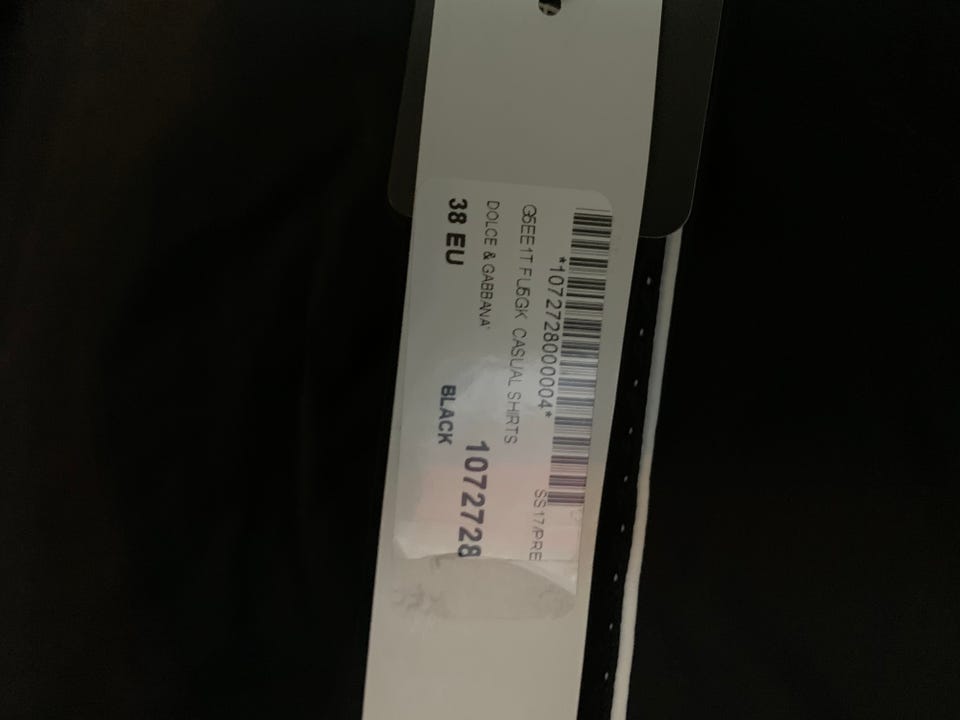 *1072728000004*
SS17/PRE
G5EE1T FL5GK CASUAL SHIRTS
DOLCE & GABBANA' 1072728
38 EU BLACK